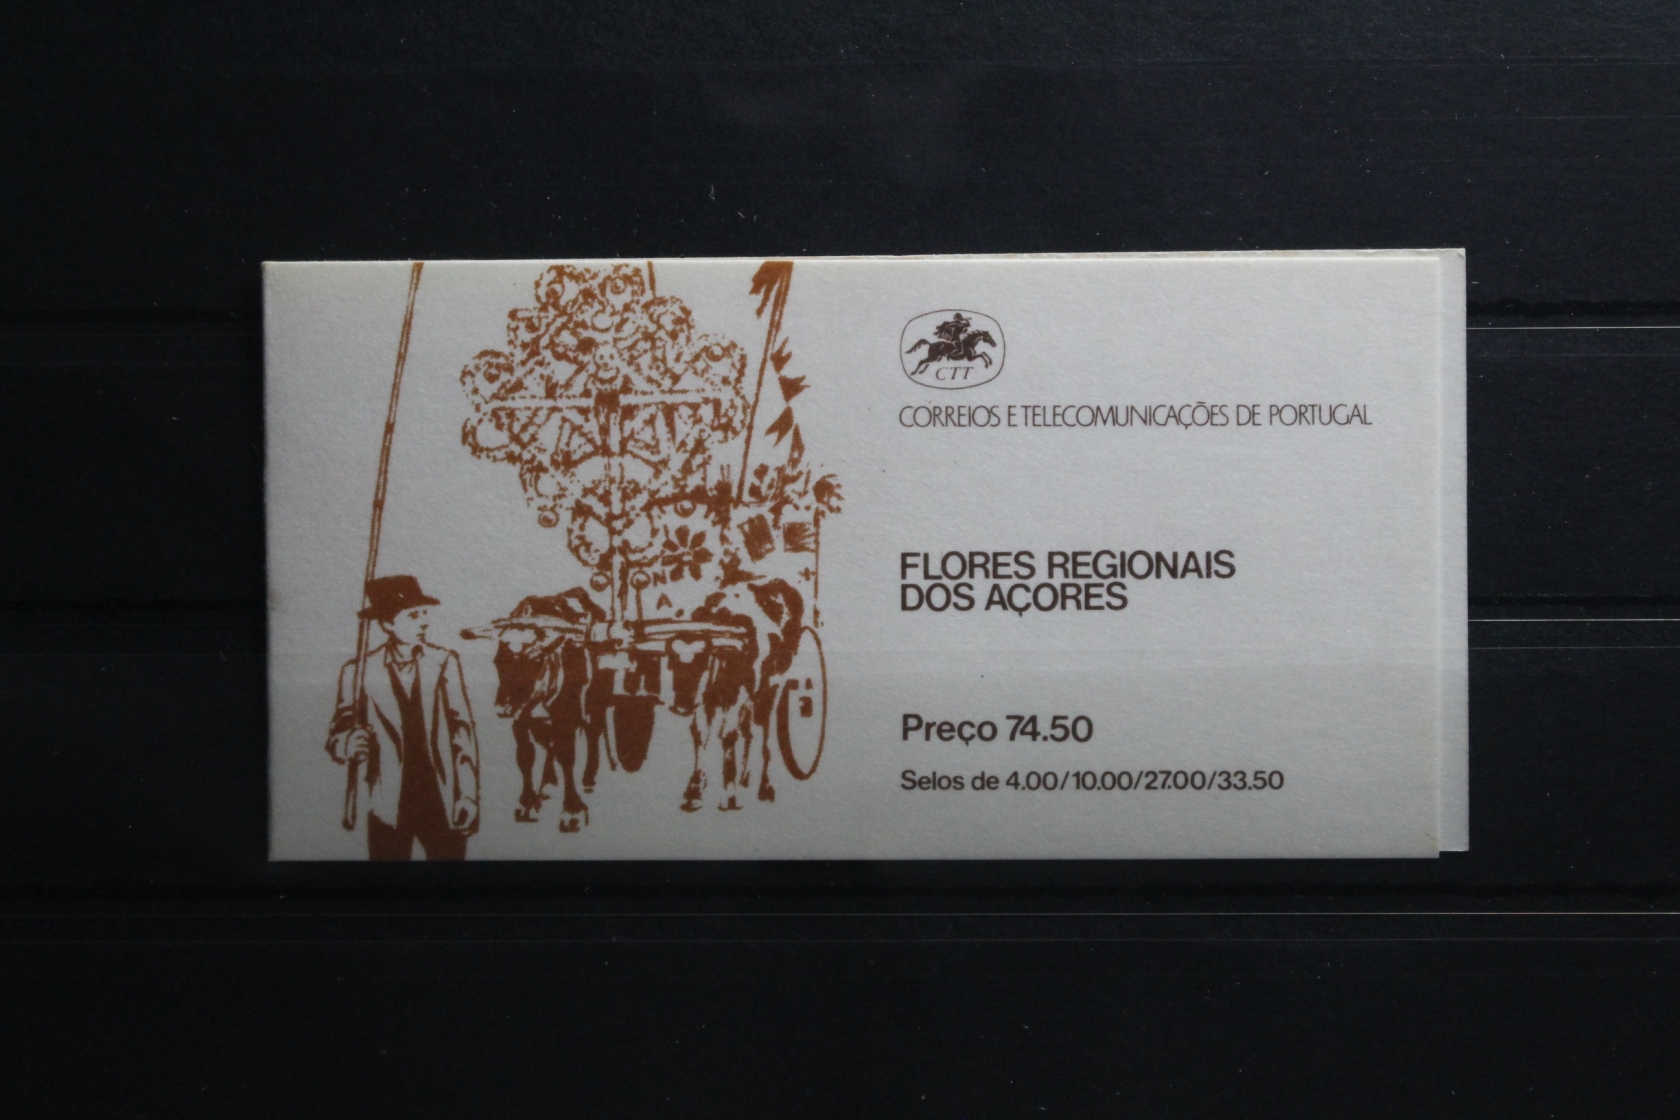 CTT
CORREIOS E TELECOMUNICAÇÕES DE PORTUGAL
FLORES REGIONAIS
DOS AÇORES
Preço 74.50
Selos de 4.00/10.00/27.00/33.50
N
A